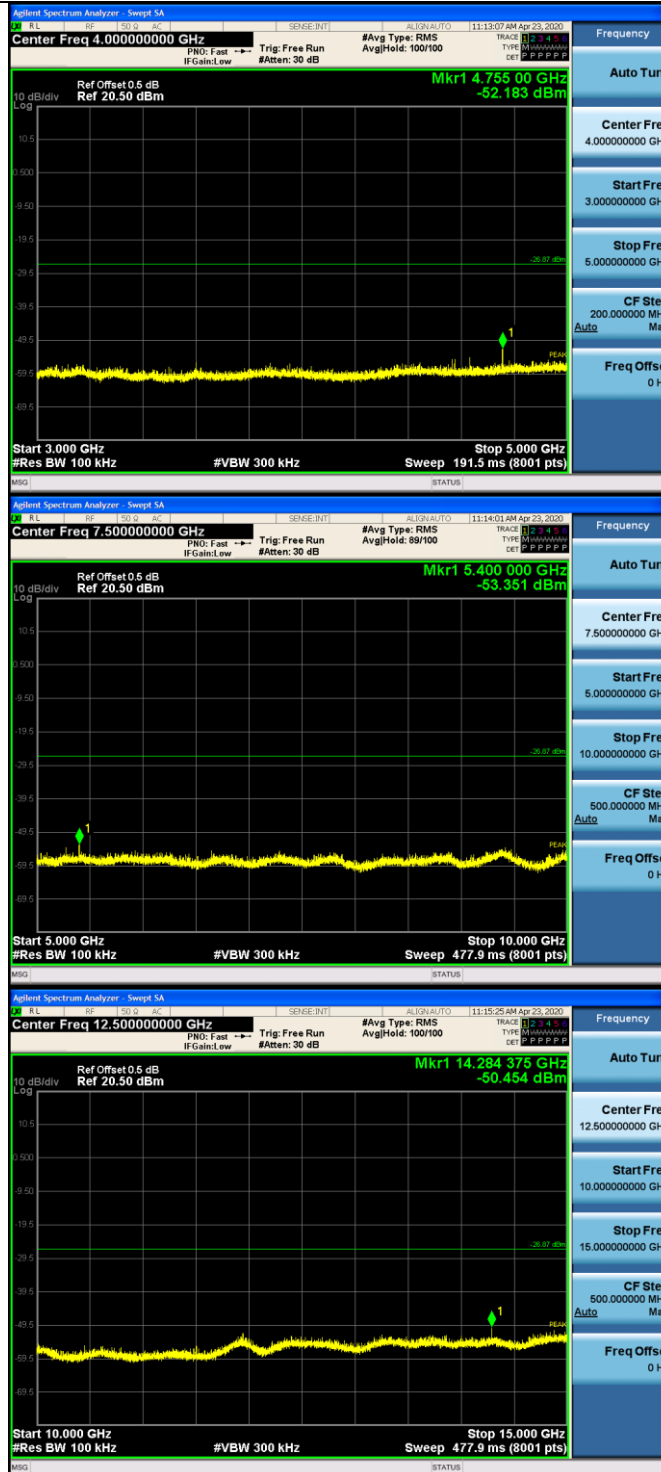 Agilent Spectrum Analyzer - Swept SA
RL RF 50 Ω AC SENSE:INT ALIGNAUTO 11:13:07 AM Apr 23, 2020
Center Freq 4.000000000 GHz
#Avg Type: RMS
TRACE 1 2 3 4 5 6
PNO: Fast Trig: Free Run Avg|Hold: 100/100 TYPE M
IFGain:Low #Atten: 30 dB DET P P P P P P
Mkr1 4.755 00 GHz
-52.183 dBm
Ref Offset 0.5 dB
10 dB/div Ref 20.50 dBm
Log
10.5
0.500
-9.50
-19.5
-26.87 dBm
-29.5
-39.5
-49.5
1
PEAK
-59.5
-69.5
Start 3.000 GHz Stop 5.000 GHz
#Res BW 100 kHz #VBW 300 kHz Sweep 191.5 ms (8001 pts)
MSG STATUS
Frequency
Auto Tun
Center Fre
4.000000000 GH
Start Fre
3.000000000 GH
Stop Fre
5.000000000 GH
CF Ste
200.000000 MH
Auto Ma
Freq Offse
0 H
Agilent Spectrum Analyzer - Swept SA
RL RF 50 Ω AC SENSE:INT ALIGNAUTO 11:14:01 AM Apr 23, 2020
Center Freq 7.500000000 GHz
#Avg Type: RMS
TRACE 1 2 3 4 5 6
PNO: Fast Trig: Free Run Avg|Hold: 89/100 TYPE M
IFGain:Low #Atten: 30 dB DET P P P P P P
Mkr1 5.400 000 GHz
-53.351 dBm
Ref Offset 0.5 dB
10 dB/div Ref 20.50 dBm
Log
10.5
0.500
-9.50
-19.5
-26.87 dBm
-29.5
-39.5
-49.5
1
PEAK
-59.5
-69.5
Start 5.000 GHz Stop 10.000 GHz
#Res BW 100 kHz #VBW 300 kHz Sweep 477.9 ms (8001 pts)
MSG STATUS
Frequency
Auto Tun
Center Fre
7.500000000 GH
Start Fre
5.000000000 GH
Stop Fre
10.000000000 GH
CF Ste
500.000000 MH
Auto Ma
Freq Offse
0 H
Agilent Spectrum Analyzer - Swept SA
RL RF 50 Ω AC SENSE:INT ALIGNAUTO 11:15:25 AM Apr 23, 2020
Center Freq 12.500000000 GHz
#Avg Type: RMS
TRACE 1 2 3 4 5 6
PNO: Fast Trig: Free Run Avg|Hold: 100/100 TYPE M
IFGain:Low #Atten: 30 dB DET P P P P P P
Mkr1 14.284 375 GHz
-50.454 dBm
Ref Offset 0.5 dB
10 dB/div Ref 20.50 dBm
Log
10.5
0.500
-9.50
-19.5
-26.87 dBm
-29.5
-39.5
-49.5
1
PEAK
-59.5
-69.5
Start 10.000 GHz Stop 15.000 GHz
#Res BW 100 kHz #VBW 300 kHz Sweep 477.9 ms (8001 pts)
MSG STATUS
Frequency
Auto Tun
Center Fre
12.500000000 GH
Start Fre
10.000000000 GH
Stop Fre
15.000000000 GH
CF Ste
500.000000 MH
Auto Ma
Freq Offse
0 H